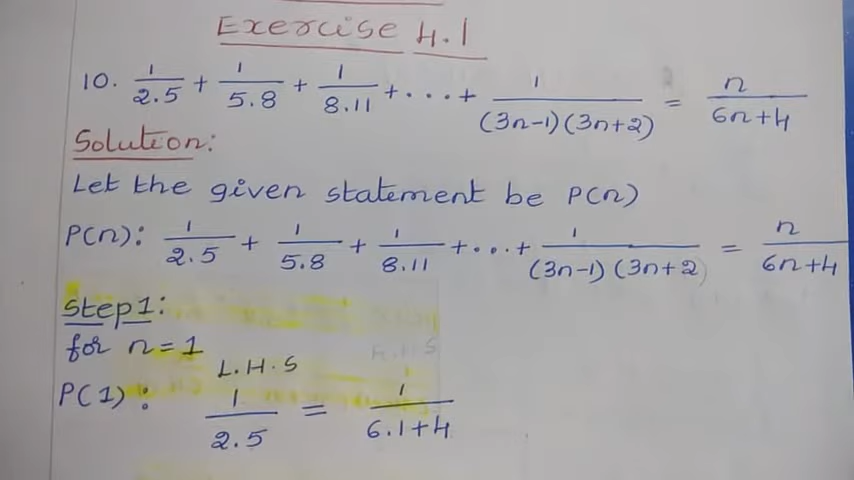 Exercise 4.1
10. 1/2.5 + 1/5.8 + 1/8.11 + ... + 1/(3n-1)(3n+2) = n/6n+4
Solution:
Let the given statement be P(n)
P(n): 1/2.5 + 1/5.8 + 1/8.11 + ... + 1/(3n-1)(3n+2) = n/6n+4
Step1:
for n=1
L.H.S R.H.S
P(1): 1/2.5 = 1/6.1+4